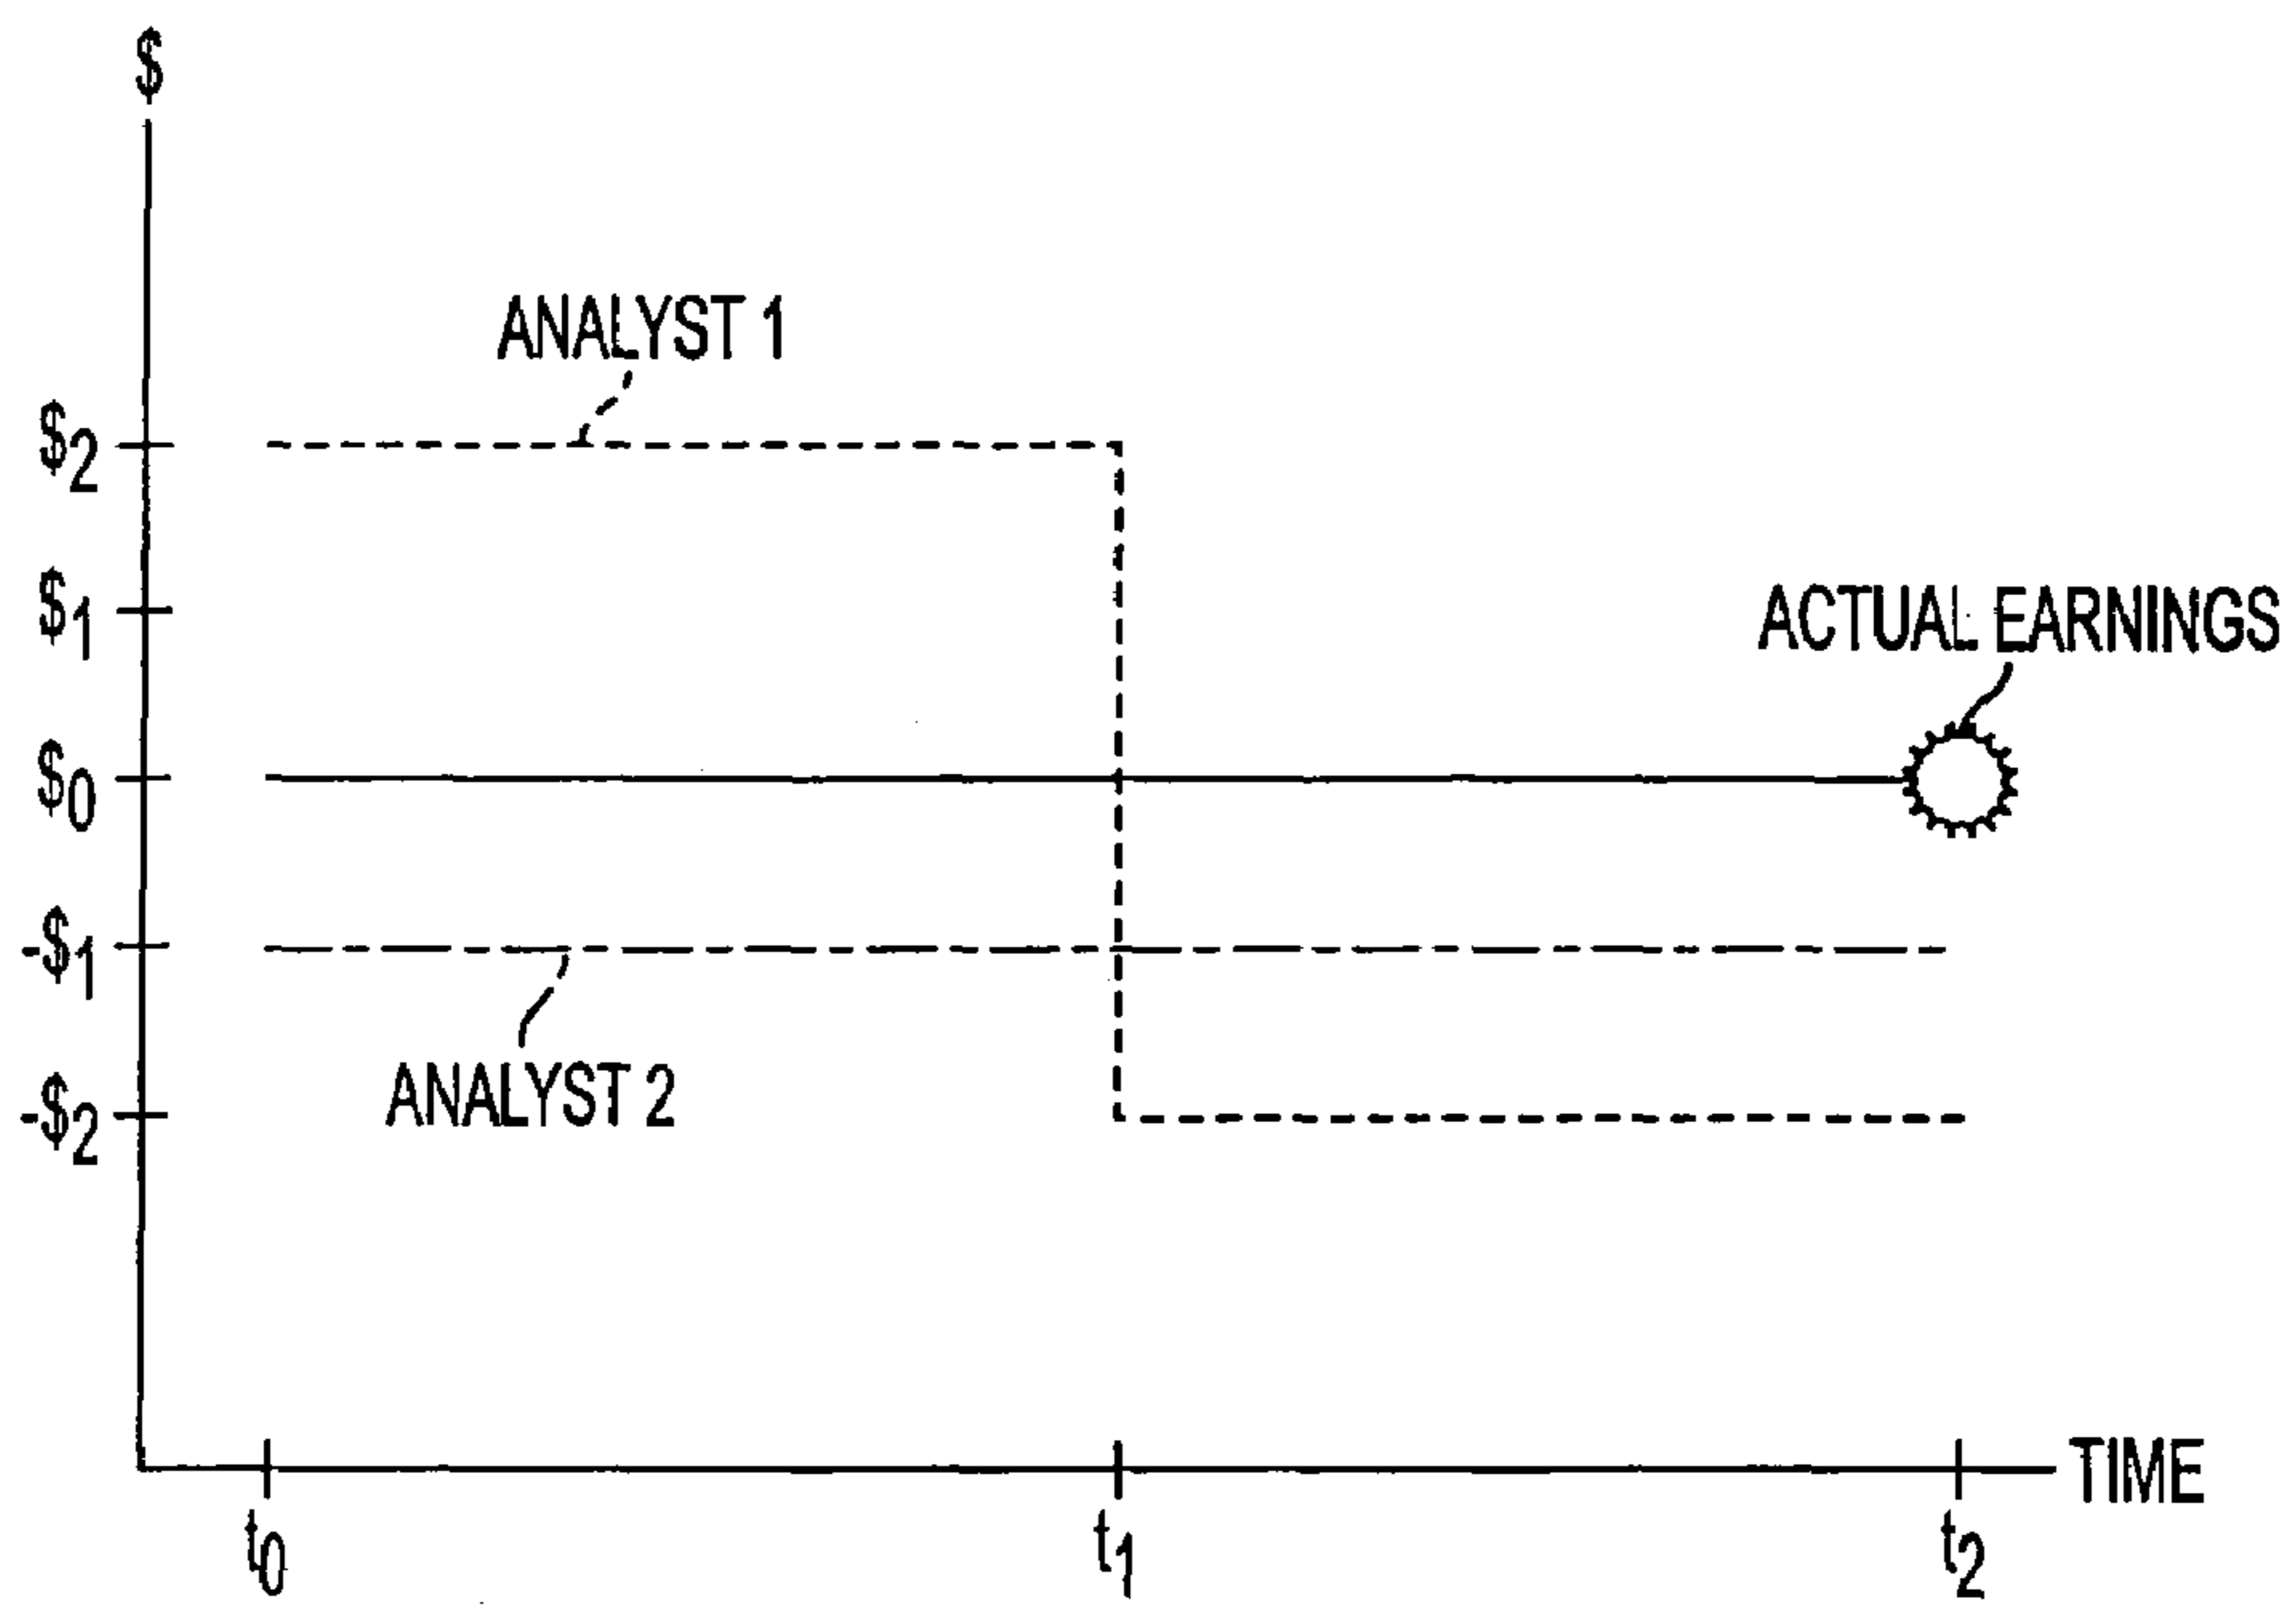 $
ANALYST 1
$2
$1
ACTUAL EARNINGS
$0
-$1
ANALYST 2
-$2
TIME
t0 t1 t2